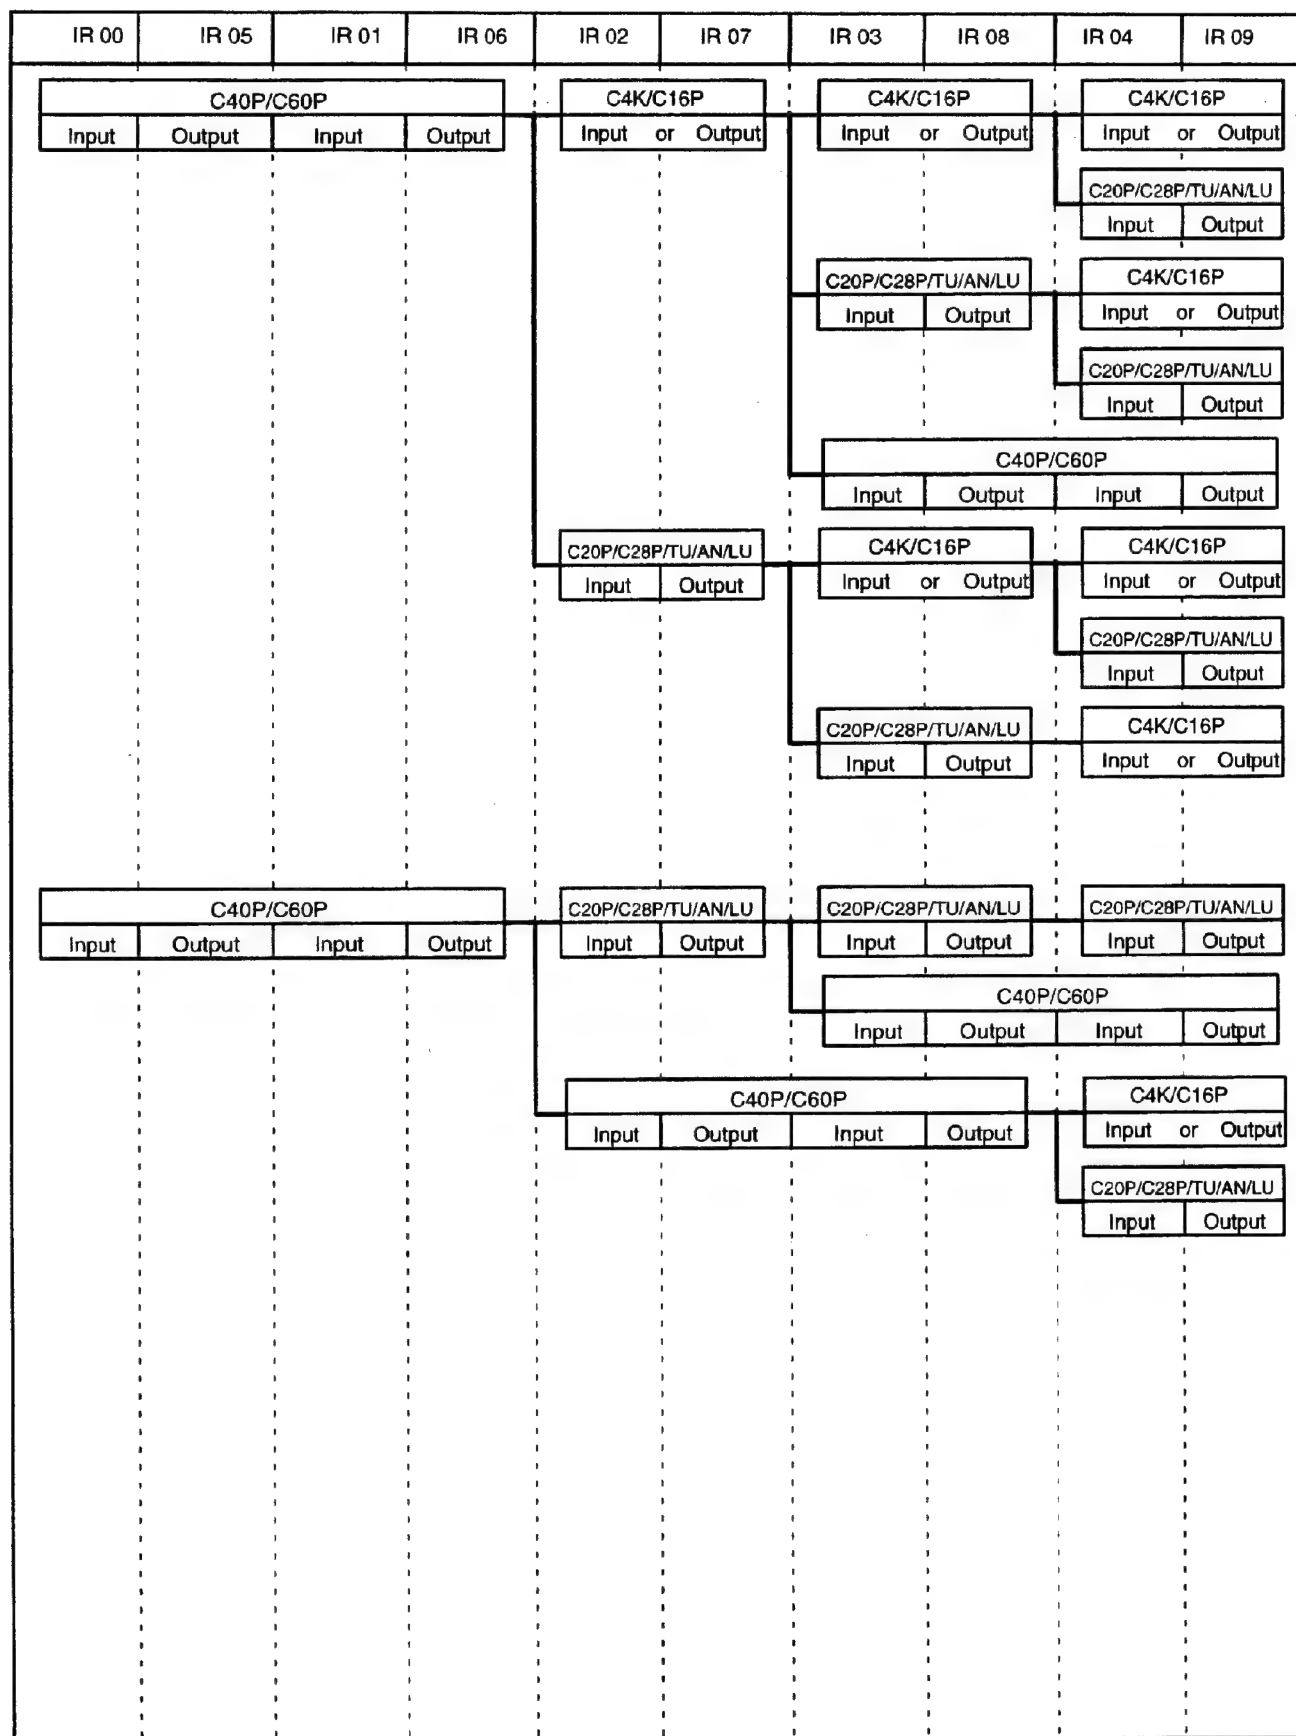 IR 00 IR 05 IR 01 IR 06 IR 02 IR 07 IR 03 IR 08 IR 04 IR 09
C40P/C60P C4K/C16P C4K/C16P C4K/C16P
Input Output Input Output Input or Output Input or Output Input or Output
C20P/C28P/TU/AN/LU
Input Output
C20P/C28P/TU/AN/LU C4K/C16P
Input Output Input or Output
C20P/C28P/TU/AN/LU
Input Output
C40P/C60P
Input Output Input Output
C20P/C28P/TU/AN/LU C4K/C16P C4K/C16P
Input Output Input or Output Input or Output
C20P/C28P/TU/AN/LU
Input Output
C20P/C28P/TU/AN/LU C4K/C16P
Input Output Input or Output
C40P/C60P C20P/C28P/TU/AN/LU C20P/C28P/TU/AN/LU C20P/C28P/TU/AN/LU
Input Output Input Output Input Output Input Output Input Output
C40P/C60P
Input Output Input Output
C40P/C60P C4K/C16P
Input Output Input Output Input or Output
C20P/C28P/TU/AN/LU
Input Output